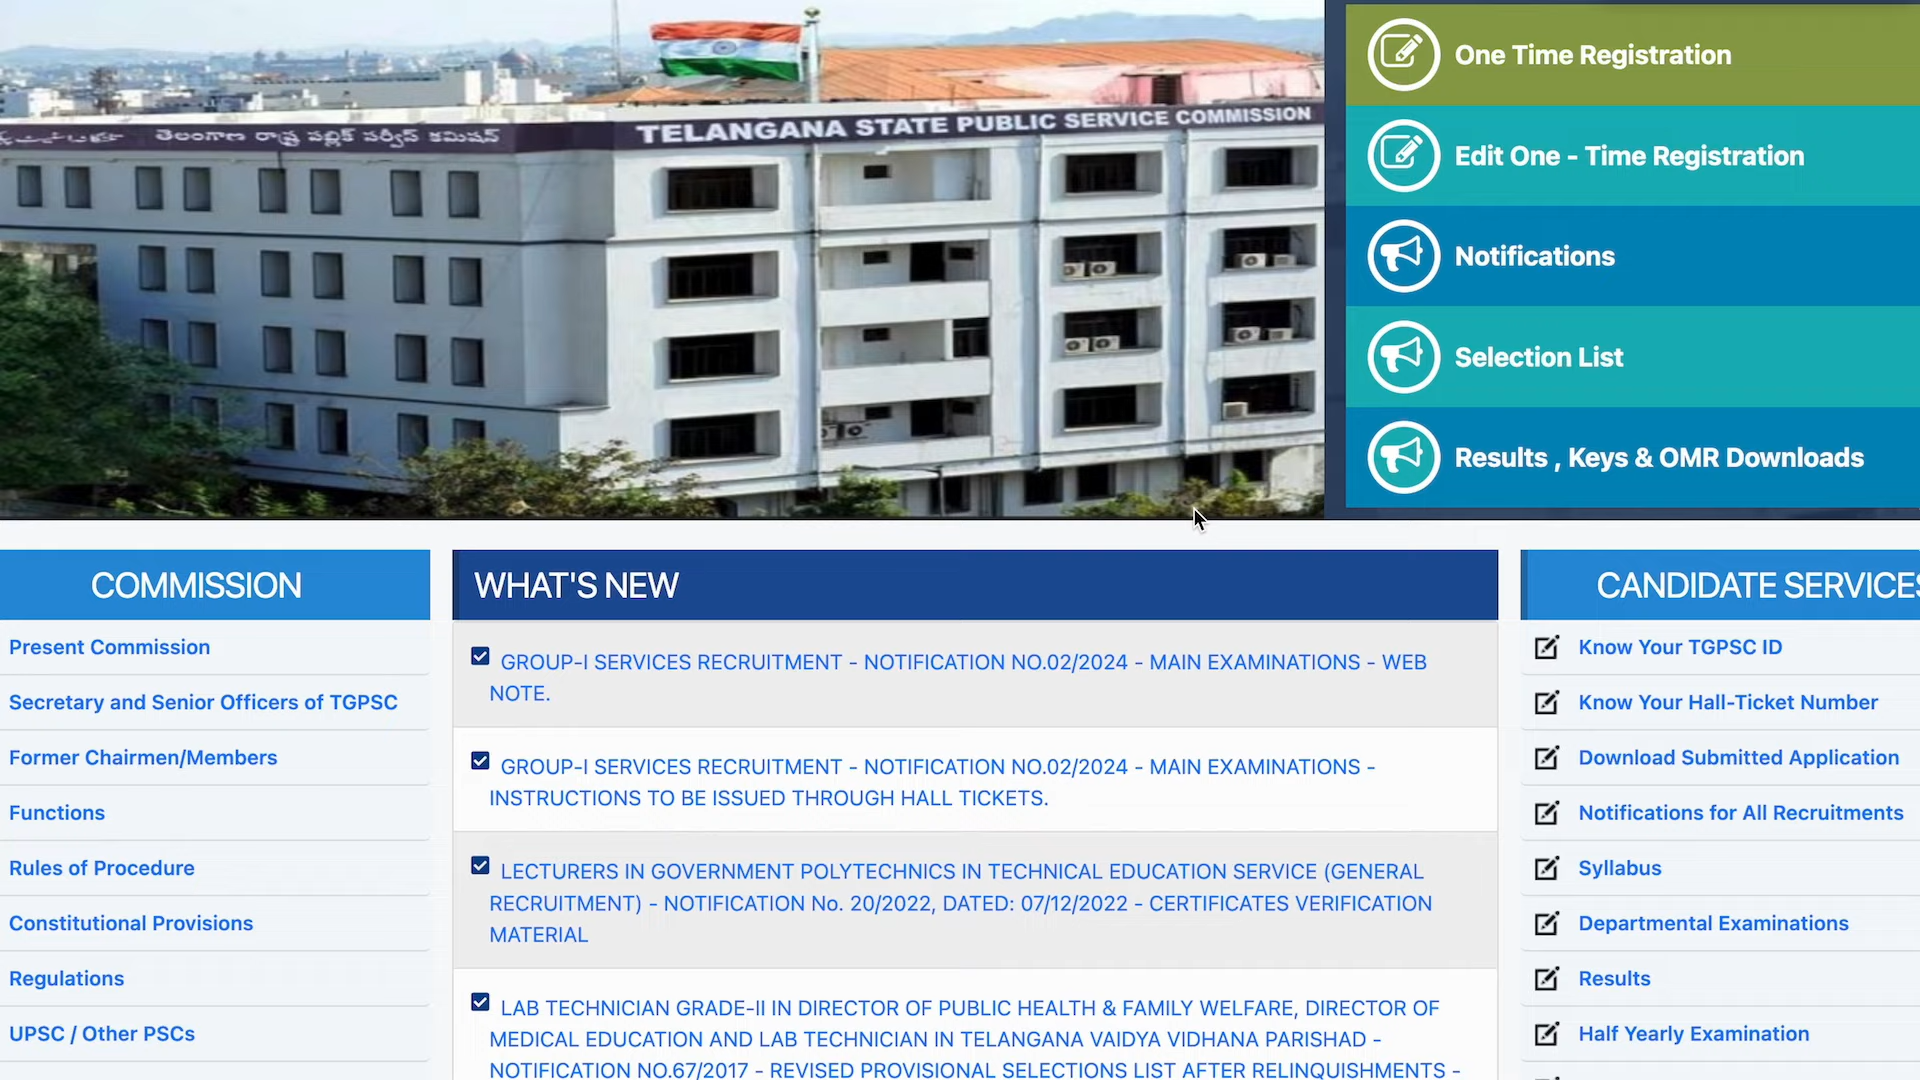 తెలంగాణ రాష్ట్ర పబ్లిక్ సర్వీస్ కమిషన్
TELANGANA STATE PUBLIC SERVICE COMMISSION
One Time Registration
Edit One - Time Registration
Notifications
Selection List
Results , Keys & OMR Downloads
COMMISSION
Present Commission
Secretary and Senior Officers of TGPSC
Former Chairmen/Members
Functions
Rules of Procedure
Constitutional Provisions
Regulations
UPSC / Other PSCs
WHAT'S NEW
GROUP-I SERVICES RECRUITMENT - NOTIFICATION NO.02/2024 - MAIN EXAMINATIONS - WEB
NOTE.
GROUP-I SERVICES RECRUITMENT - NOTIFICATION NO.02/2024 - MAIN EXAMINATIONS -
INSTRUCTIONS TO BE ISSUED THROUGH HALL TICKETS.
LECTURERS IN GOVERNMENT POLYTECHNICS IN TECHNICAL EDUCATION SERVICE (GENERAL
RECRUITMENT) - NOTIFICATION No. 20/2022, DATED: 07/12/2022 - CERTIFICATES VERIFICATION
MATERIAL
LAB TECHNICIAN GRADE-II IN DIRECTOR OF PUBLIC HEALTH & FAMILY WELFARE, DIRECTOR OF
MEDICAL EDUCATION AND LAB TECHNICIAN IN TELANGANA VAIDYA VIDHANA PARISHAD -
NOTIFICATION NO.67/2017 - REVISED PROVISIONAL SELECTIONS LIST AFTER RELINQUISHMENTS -
CANDIDATE SERVICES
Know Your TGPSC ID
Know Your Hall-Ticket Number
Download Submitted Application
Notifications for All Recruitments
Syllabus
Departmental Examinations
Results
Half Yearly Examination